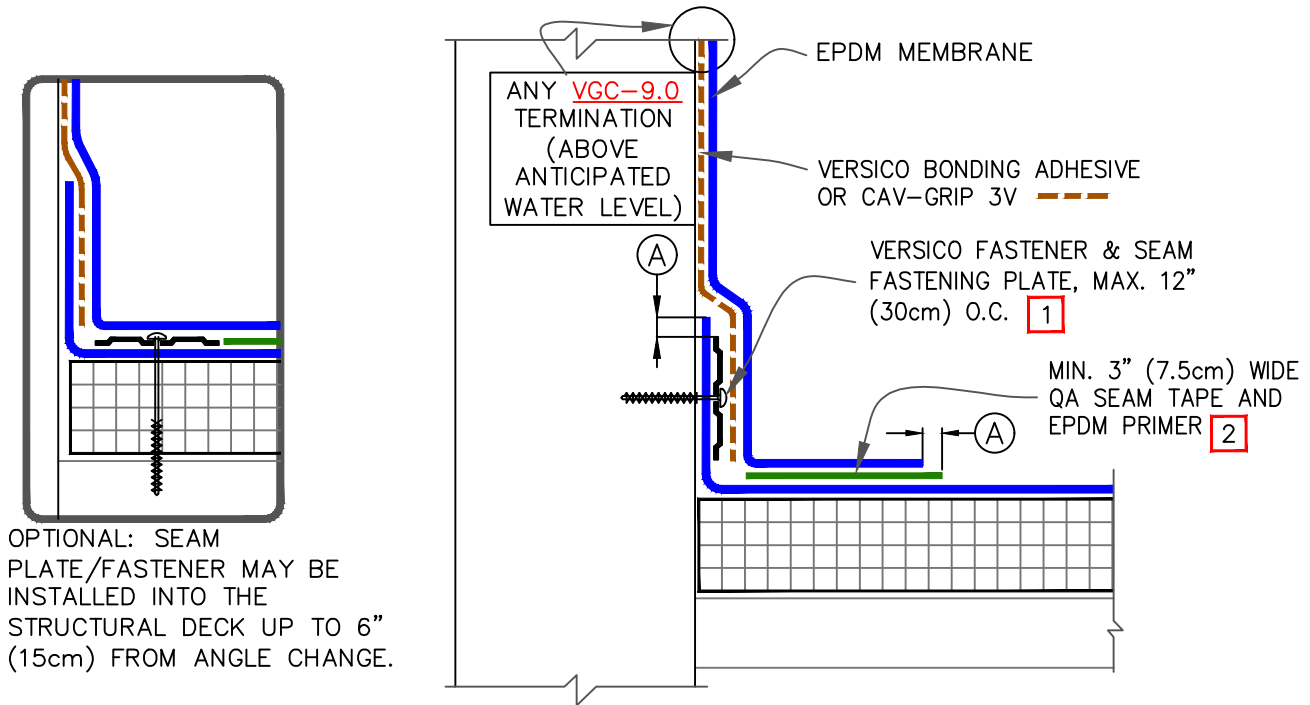 EPDM MEMBRANE
ANY VGC-9.0
TERMINATION
(ABOVE
ANTICIPATED
WATER LEVEL)
VERSICO BONDING ADHESIVE
OR CAV-GRIP 3V
A
VERSICO FASTENER & SEAM
FASTENING PLATE, MAX. 12"
(30cm) O.C. 1
MIN. 3" (7.5cm) WIDE
QA SEAM TAPE AND
EPDM PRIMER 2
A
OPTIONAL: SEAM
PLATE/FASTENER MAY BE
INSTALLED INTO THE
STRUCTURAL DECK UP TO 6"
(15cm) FROM ANGLE CHANGE.